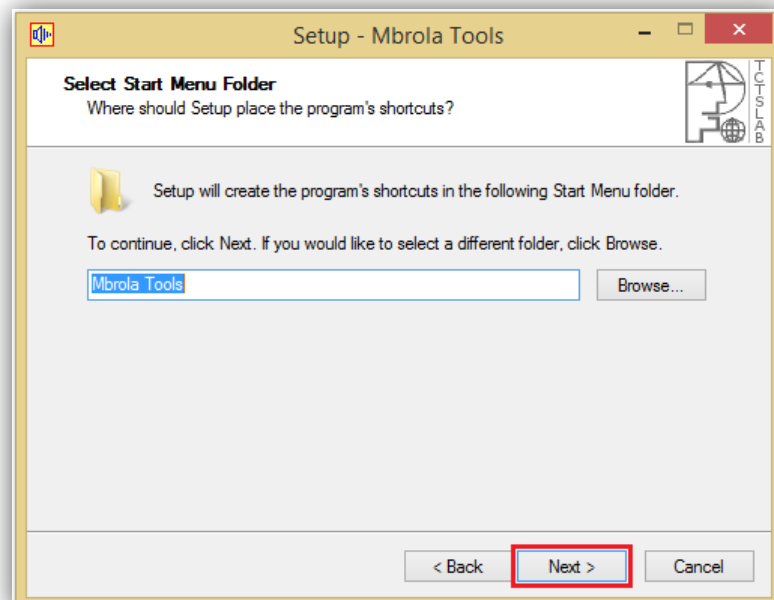 Setup - Mbrola Tools
Select Start Menu Folder
Where should Setup place the program's shortcuts?
TCTSLAB
Setup will create the program's shortcuts in the following Start Menu folder.
To continue, click Next. If you would like to select a different folder, click Browse.
Mbrola Tools
Browse...
< Back
Next >
Cancel